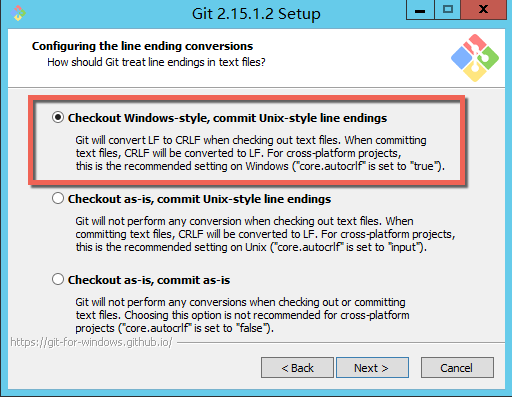 Git 2.15.1.2 Setup
Configuring the line ending conversions
How should Git treat line endings in text files?
Checkout Windows-style, commit Unix-style line endings
Git will convert LF to CRLF when checking out text files. When committing
text files, CRLF will be converted to LF. For cross-platform projects,
this is the recommended setting on Windows ("core.autocrlf" is set to "true").
Checkout as-is, commit Unix-style line endings
Git will not perform any conversion when checking out text files. When
committing text files, CRLF will be converted to LF. For cross-platform projects,
this is the recommended setting on Unix ("core.autocrlf" is set to "input").
Checkout as-is, commit as-is
Git will not perform any conversions when checking out or committing
text files. Choosing this option is not recommended for cross-platform
projects ("core.autocrlf" is set to "false").
https://git-for-windows.github.io/
< Back
Next >
Cancel